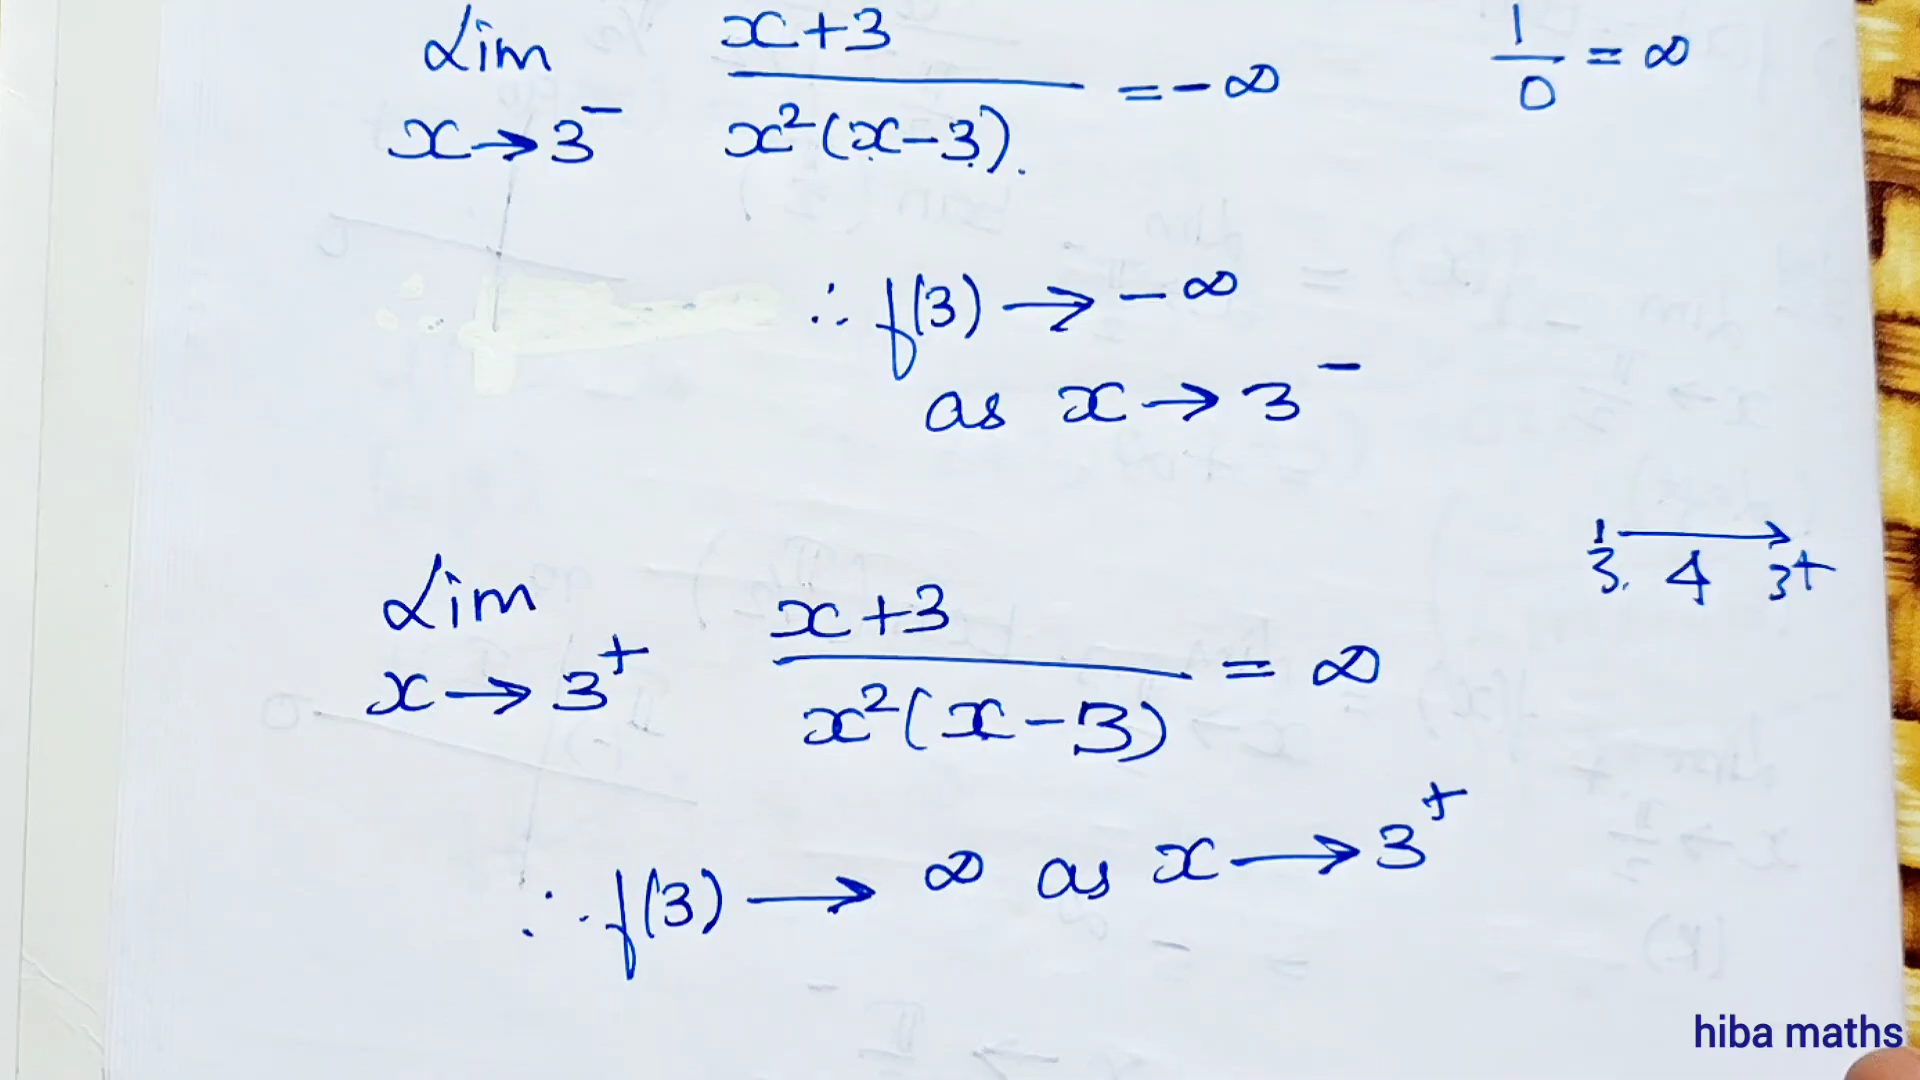 Lim x+3 = -∞
x→3⁻ x²(x-3).
1/0 = ∞
∴ f(3) → -∞
as x → 3⁻
3. 4 3+
Lim x+3 = ∞
x→3⁺ x²(x-3)
∴ f(3) → ∞ as x → 3⁺
hiba maths